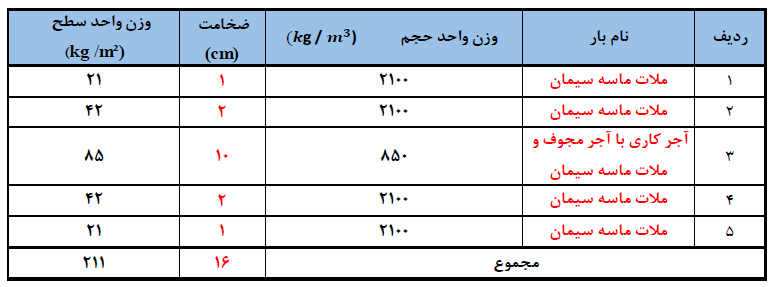 ردیف نام بار وزن واحد حجم (kg / m³) ضخامت (cm) وزن واحد سطح (kg /m²)
۱ ملات ماسه سیمان ۲۱۰۰ ۱ ۲۱
۲ ملات ماسه سیمان ۲۱۰۰ ۲ ۴۲
۳ آجر کاری با آجر مجوف و ملات ماسه سیمان ۸۵۰ ۱۰ ۸۵
۴ ملات ماسه سیمان ۲۱۰۰ ۲ ۴۲
۵ ملات ماسه سیمان ۲۱۰۰ ۱ ۲۱
مجموع ۱۶ ۲۱۱